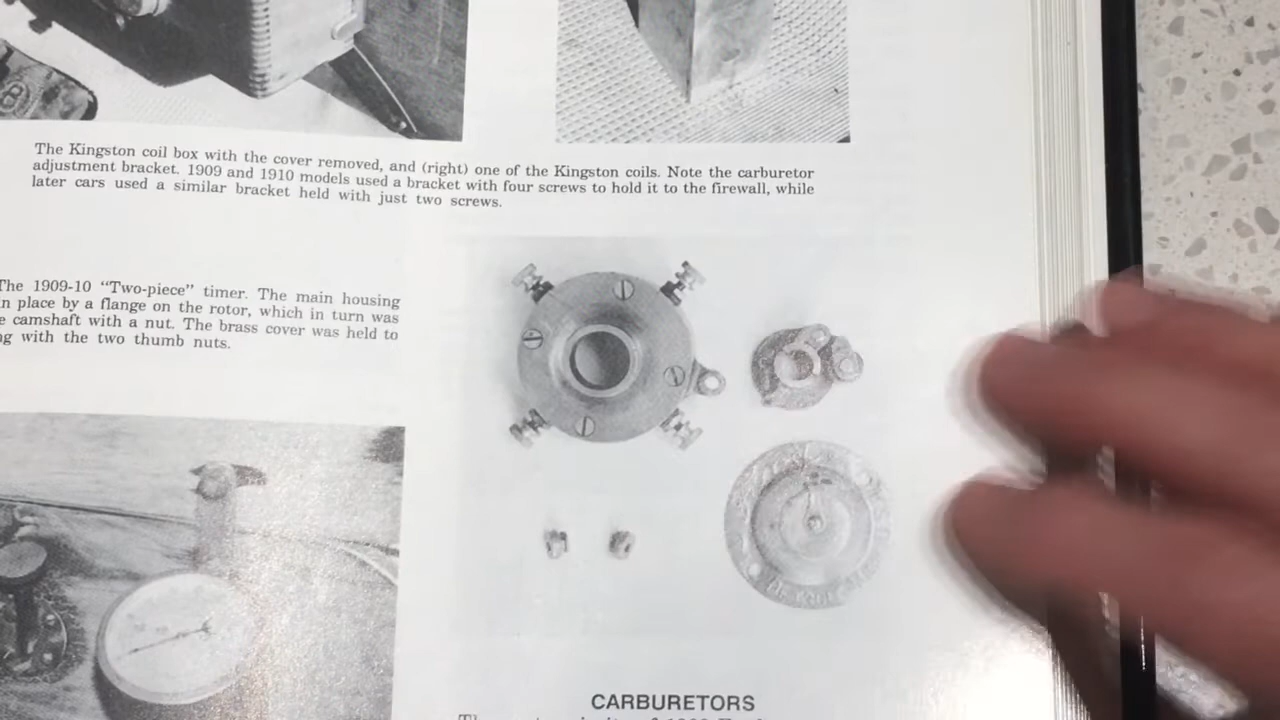 The Kingston coil box with the cover removed, and (right) one of the Kingston coils. Note the carburetor
adjustment bracket. 1909 and 1910 models used a bracket with four screws to hold it to the firewall, while
later cars used a similar bracket held with just two screws.
The 1909-10 “Two-piece” timer. The main housing
in place by a flange on the rotor, which in turn was
camshaft with a nut. The brass cover was held to
with the two thumb nuts.
CARBURETORS